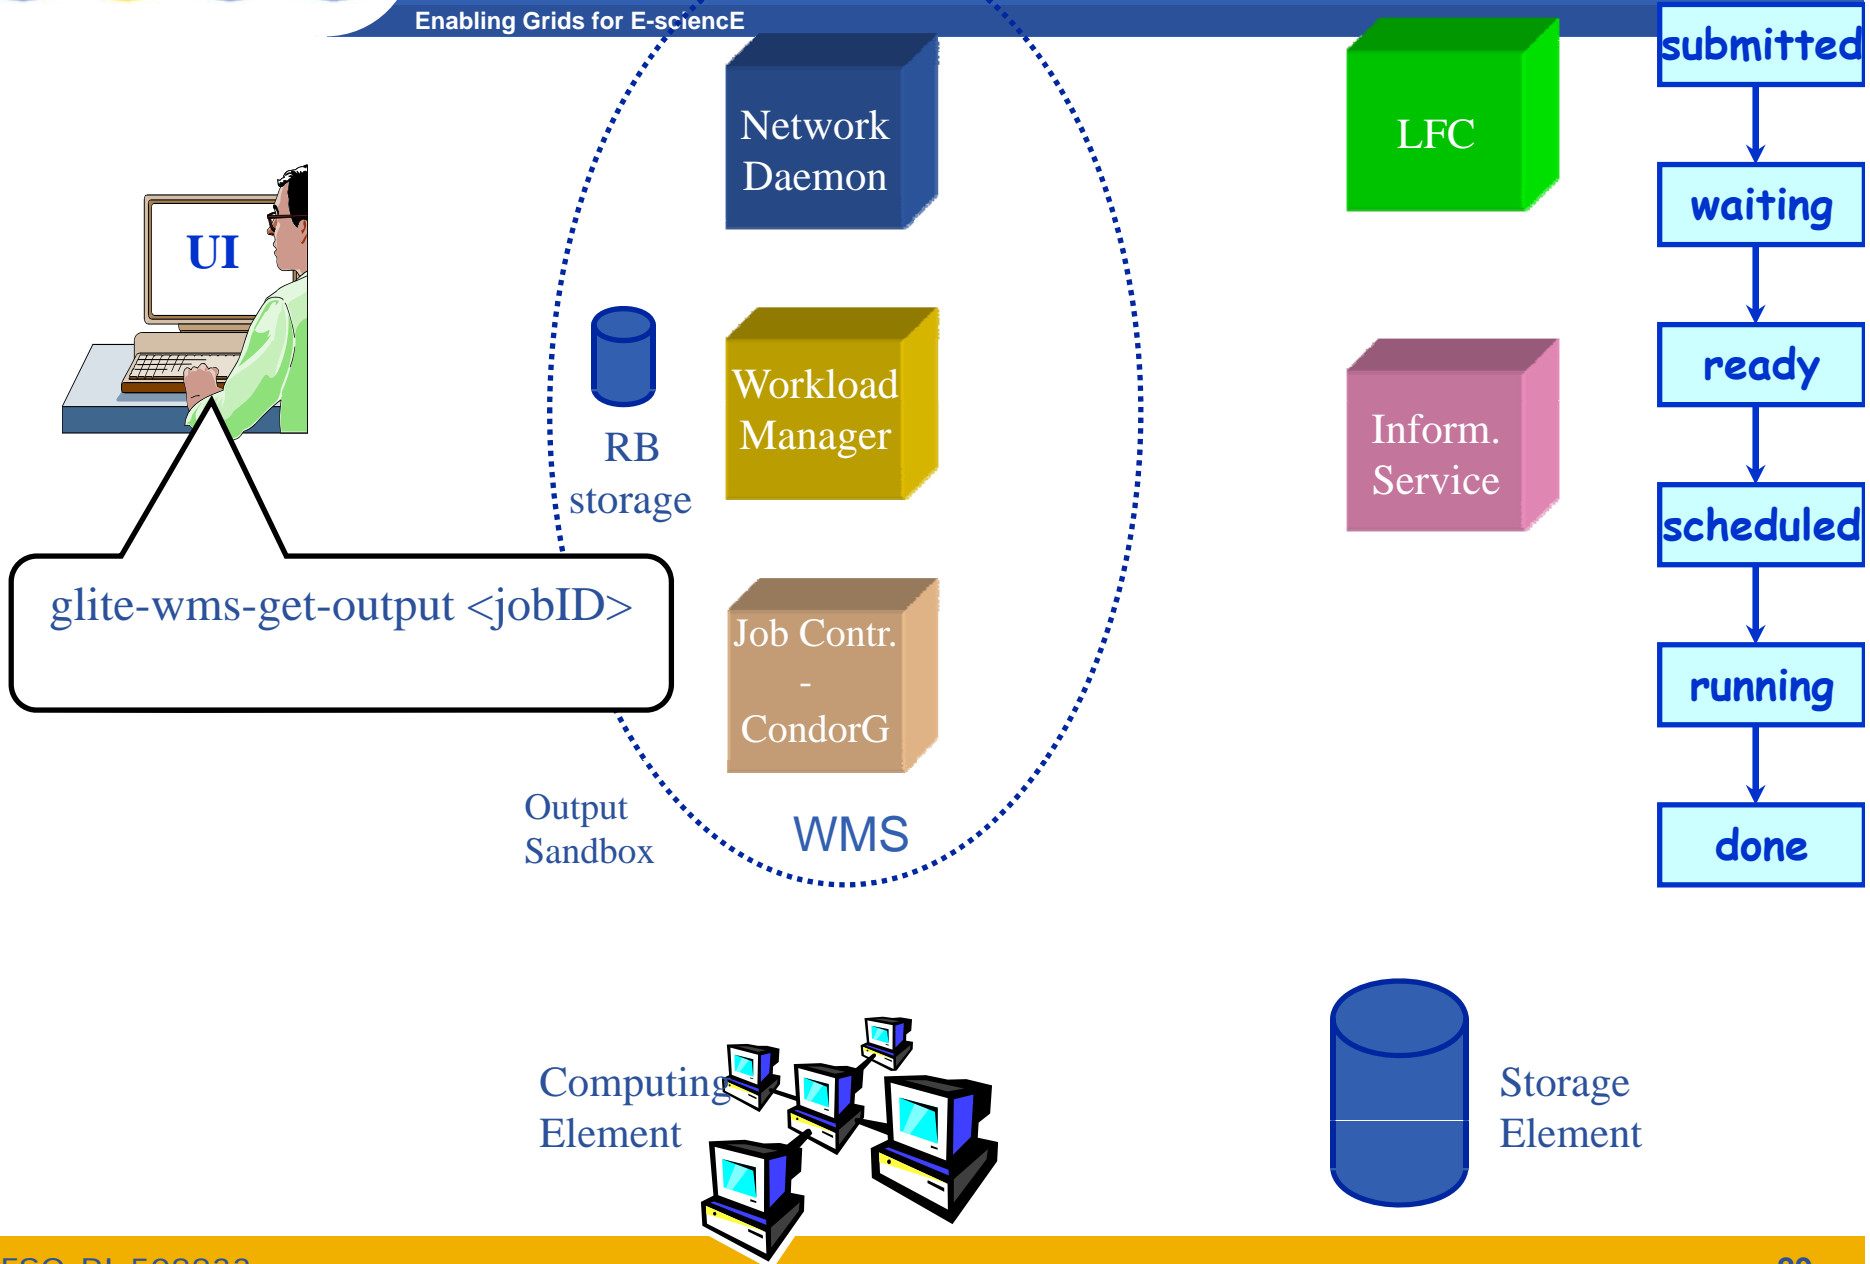 Enabling Grids for E-sciencE
submitted
Network
Daemon
LFC
waiting
UI
ready
Workload
Manager
RB
storage
Inform.
Service
scheduled
glite-wms-get-output <jobID>
Job Contr.
-
CondorG
running
Output
Sandbox
WMS
done
Computing
Element
Storage
Element